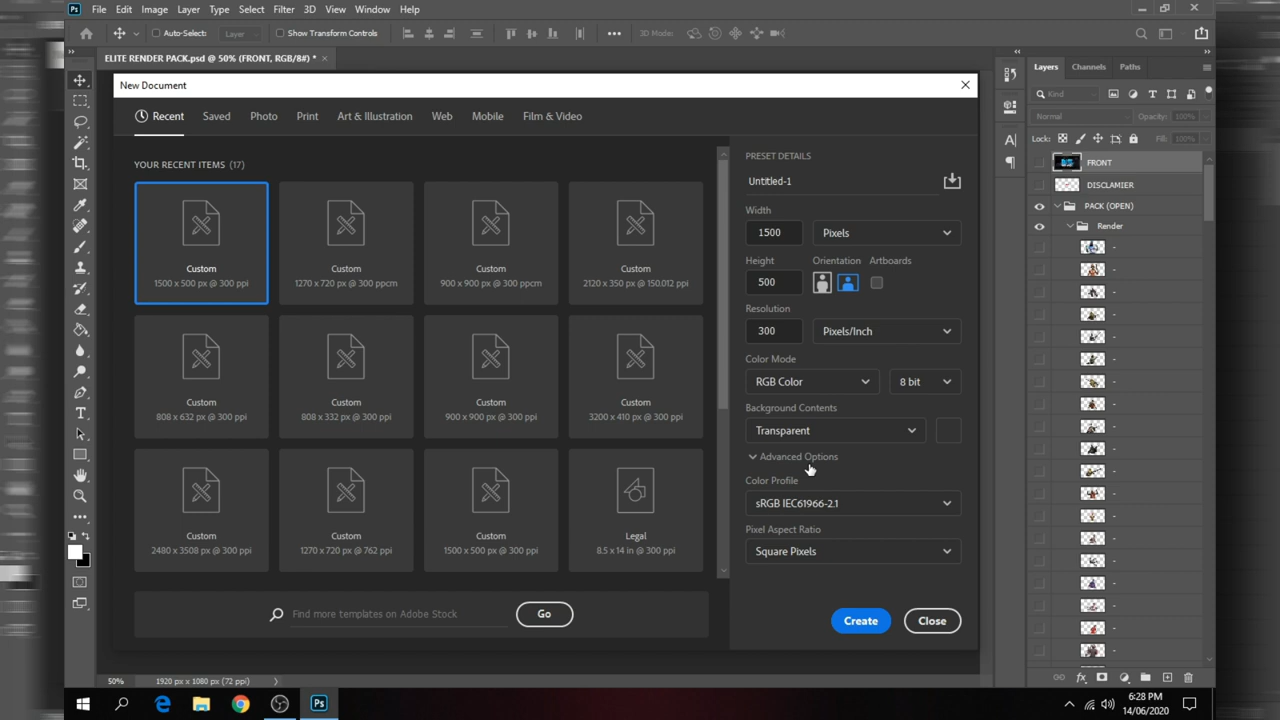 Ps File Edit Image Layer Type Select Filter 3D View Window Help
Auto-Select: Layer Show Transform Controls 3D Mode:
ELITE RENDER PACK.psd @ 50% (FRONT, RGB/8#) *
New Document
Recent Saved Photo Print Art & Illustration Web Mobile Film & Video
YOUR RECENT ITEMS (17)
Custom
1500 x 500 px @ 300 ppi
Custom
1270 x 720 px @ 300 ppcm
Custom
900 x 900 px @ 300 ppcm
Custom
2120 x 350 px @ 150.012 ppi
Custom
808 x 632 px @ 300 ppi
Custom
808 x 332 px @ 300 ppi
Custom
900 x 900 px @ 300 ppi
Custom
3200 x 410 px @ 300 ppi
Custom
2480 x 3508 px @ 300 ppi
Custom
1270 x 720 px @ 762 ppi
Custom
1500 x 500 px @ 300 ppi
Legal
8.5 x 14 in @ 300 ppi
Find more templates on Adobe Stock Go
PRESET DETAILS
Untitled-1
Width
1500 Pixels
Height Orientation Artboards
500
Resolution
300 Pixels/Inch
Color Mode
RGB Color 8 bit
Background Contents
Transparent
Advanced Options
Color Profile
sRGB IEC61966-2.1
Pixel Aspect Ratio
Square Pixels
Create Close
Layers Channels Paths
Kind
Normal Opacity: 100%
Lock: Fill: 100%
FRONT
DISCLAMIER
PACK (OPEN)
Render
50% 1920 px x 1080 px (72 ppi)
Ps
6:28 PM
14/06/2020